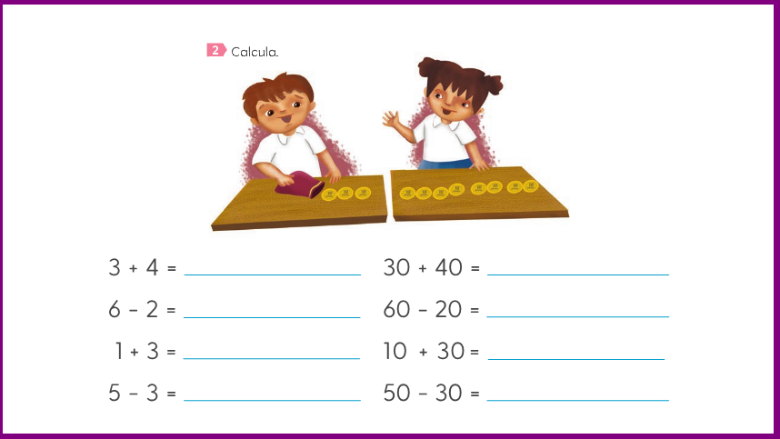 2 Calcula.
3 + 4 = 30 + 40 =
6 - 2 = 60 - 20 =
1 + 3 = 10 + 30 =
5 - 3 = 50 - 30 =